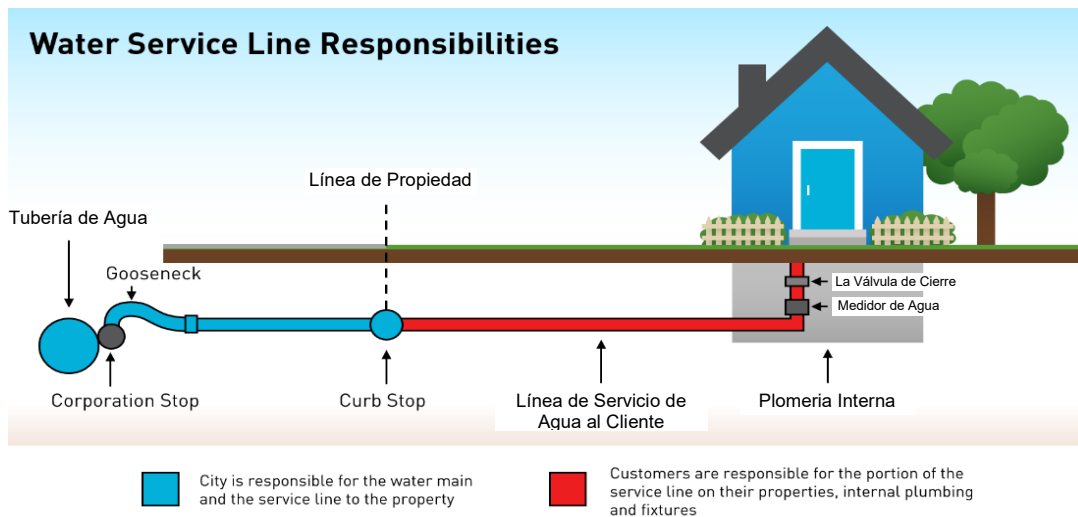 Water Service Line Responsibilities
Línea de Propiedad
Tubería de Agua
Gooseneck
La Válvula de Cierre
Medidor de Agua
Corporation Stop
Curb Stop
Línea de Servicio de
Agua al Cliente
Plomeria Interna
City is responsible for the water main
and the service line to the property
Customers are responsible for the portion of the
service line on their properties, internal plumbing
and fixtures